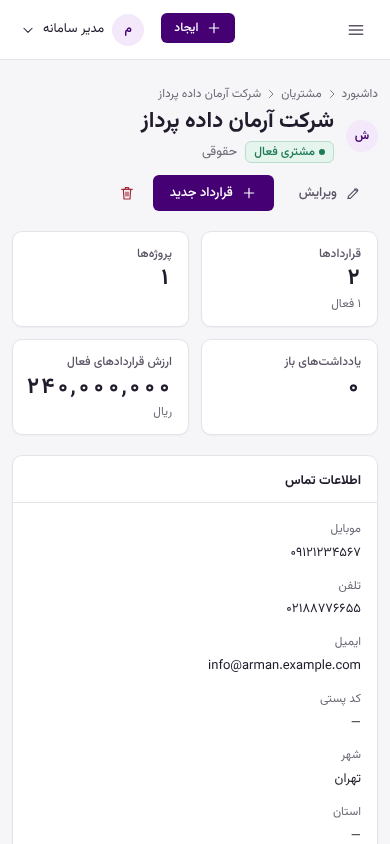 ایجاد
م
مدیر سامانه
داشبورد
مشتریان
شرکت آرمان داده پرداز
ش
شرکت آرمان داده پرداز
مشتری فعال
حقوقی
ویرایش
قرارداد جدید
قراردادها
۲
۱ فعال
پروژه‌ها
۱
یادداشت‌های باز
۰
ارزش قراردادهای فعال
۲۴۰,۰۰۰,۰۰۰
ریال
اطلاعات تماس
موبایل
۰۹۱۲۱۲۳۴۵۶۷
تلفن
۰۲۱۸۸۷۷۶۶۵۵
ایمیل
info@arman.example.com
کد پستی
—
شهر
تهران
استان
—